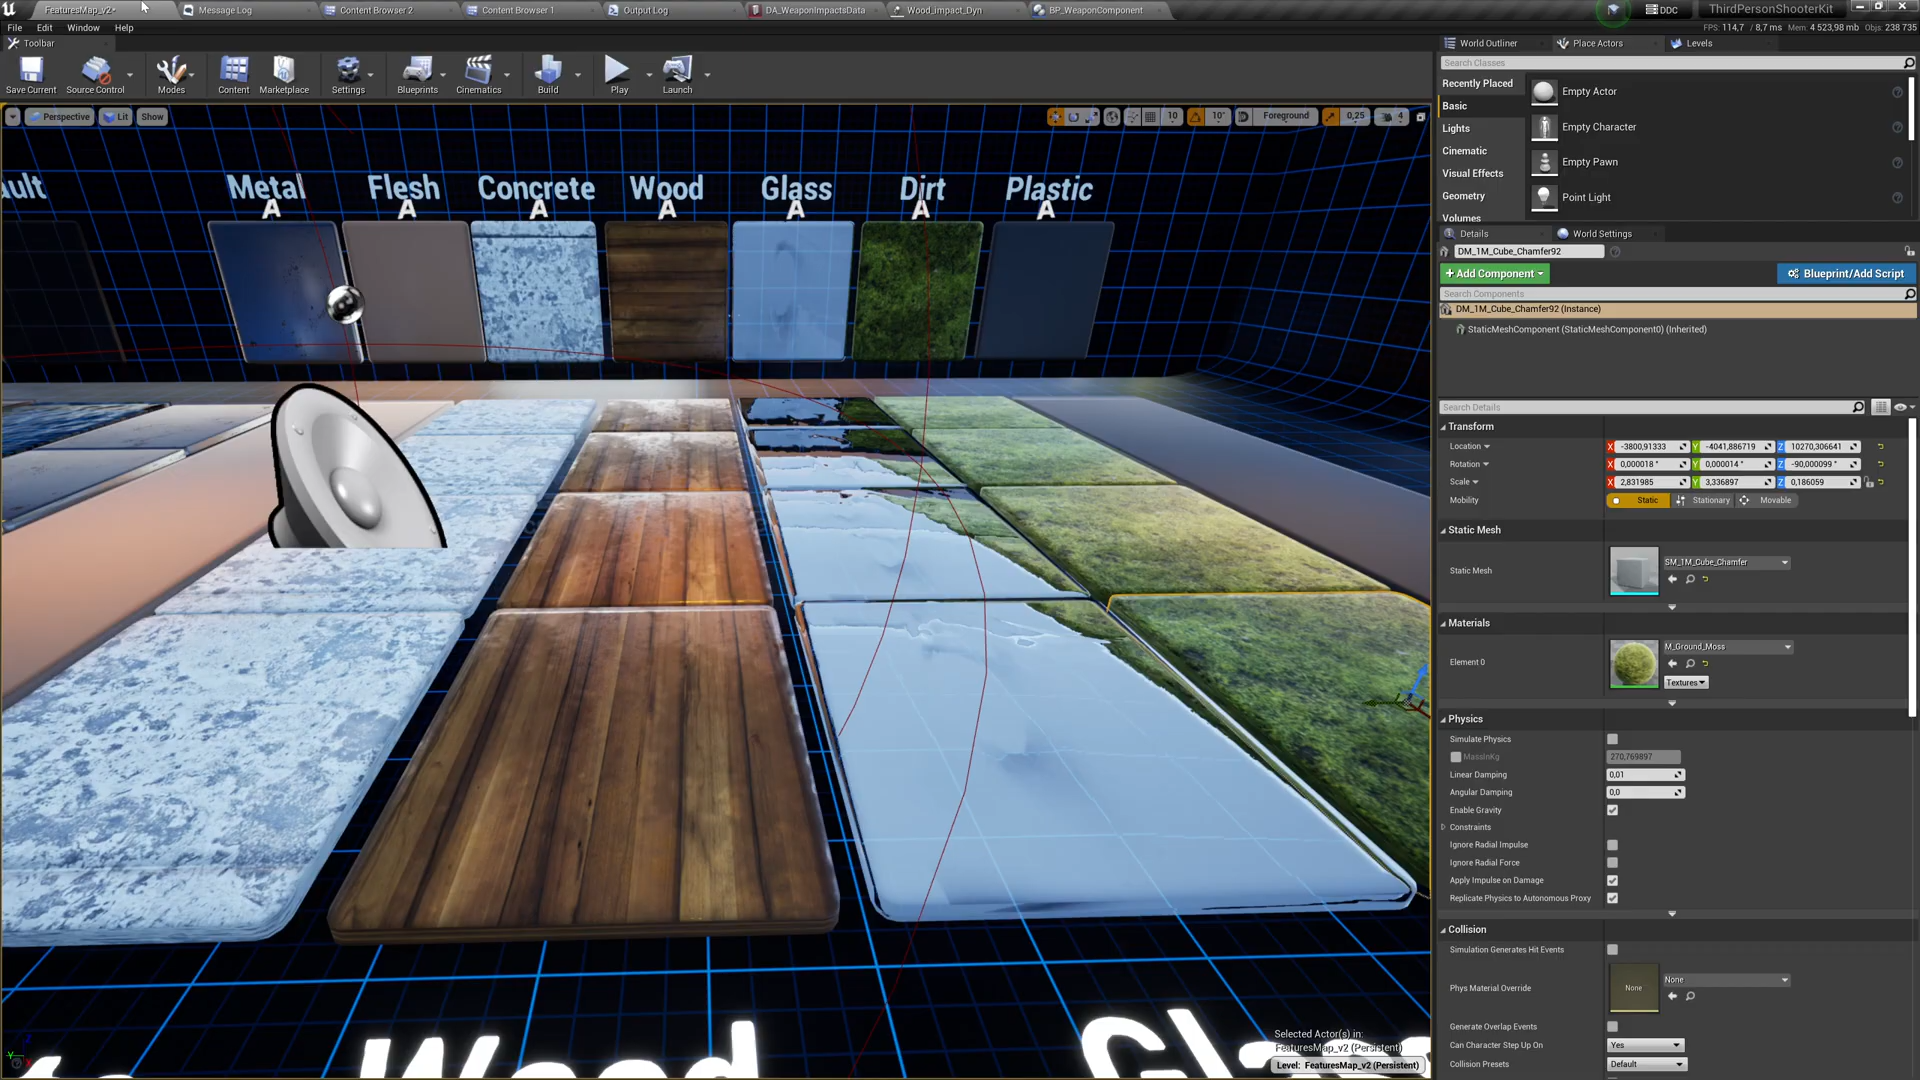 FeaturesMap_v2•
Message Log
Content Browser 2
Content Browser 1
Output Log
DA_WeaponImpactsData
Wood_impact_Dyn
BP_WeaponComponent
DDC
ThirdPersonShooterKit
File
Edit
Window
Help
FPS: 114,7 / 8,7 ms Mem: 4 523,98 mb Objs: 238 735
Toolbar
World Outliner
Place Actors
Levels
Search Classes
Save Current
Source Control
Modes
Content
Marketplace
Settings
Blueprints
Cinematics
Build
Play
Launch
Recently Placed
Basic
Lights
Cinematic
Visual Effects
Geometry
Volumes
Empty Actor
Empty Character
Empty Pawn
Point Light
Perspective
Lit
Show
10
10°
Foreground
0,25
4
ault
Metal
Flesh
Concrete
Wood
Glass
Dirt
Plastic
A
A
A
A
A
A
A
Details
World Settings
DM_1M_Cube_Chamfer92
+ Add Component
Blueprint/Add Script
Search Components
DM_1M_Cube_Chamfer92 (Instance)
StaticMeshComponent (StaticMeshComponent0) (Inherited)
Search Details
Transform
Location X -3800,91333 Y -4041,886719 Z 10270,306641
Rotation X 0,000018 ° Y 0,000014 ° Z -90,000099 °
Scale X 2,831985 Y 3,336897 Z 0,186059
Mobility Static Stationary Movable
Static Mesh
Static Mesh
SM_1M_Cube_Chamfer
Materials
Element 0
M_Ground_Moss
Textures
Physics
Simulate Physics
MassInKg 270,769897
Linear Damping 0,01
Angular Damping 0,0
Enable Gravity
Constraints
Ignore Radial Impulse
Ignore Radial Force
Apply Impulse on Damage
Replicate Physics to Autonomous Proxy
Collision
Simulation Generates Hit Events
Phys Material Override
None
None
Generate Overlap Events
Can Character Step Up On Yes
Collision Presets Default
Wood
Selected Actor(s) in:
FeaturesMap_v2 (Persistent)
Level: FeaturesMap_v2 (Persistent)